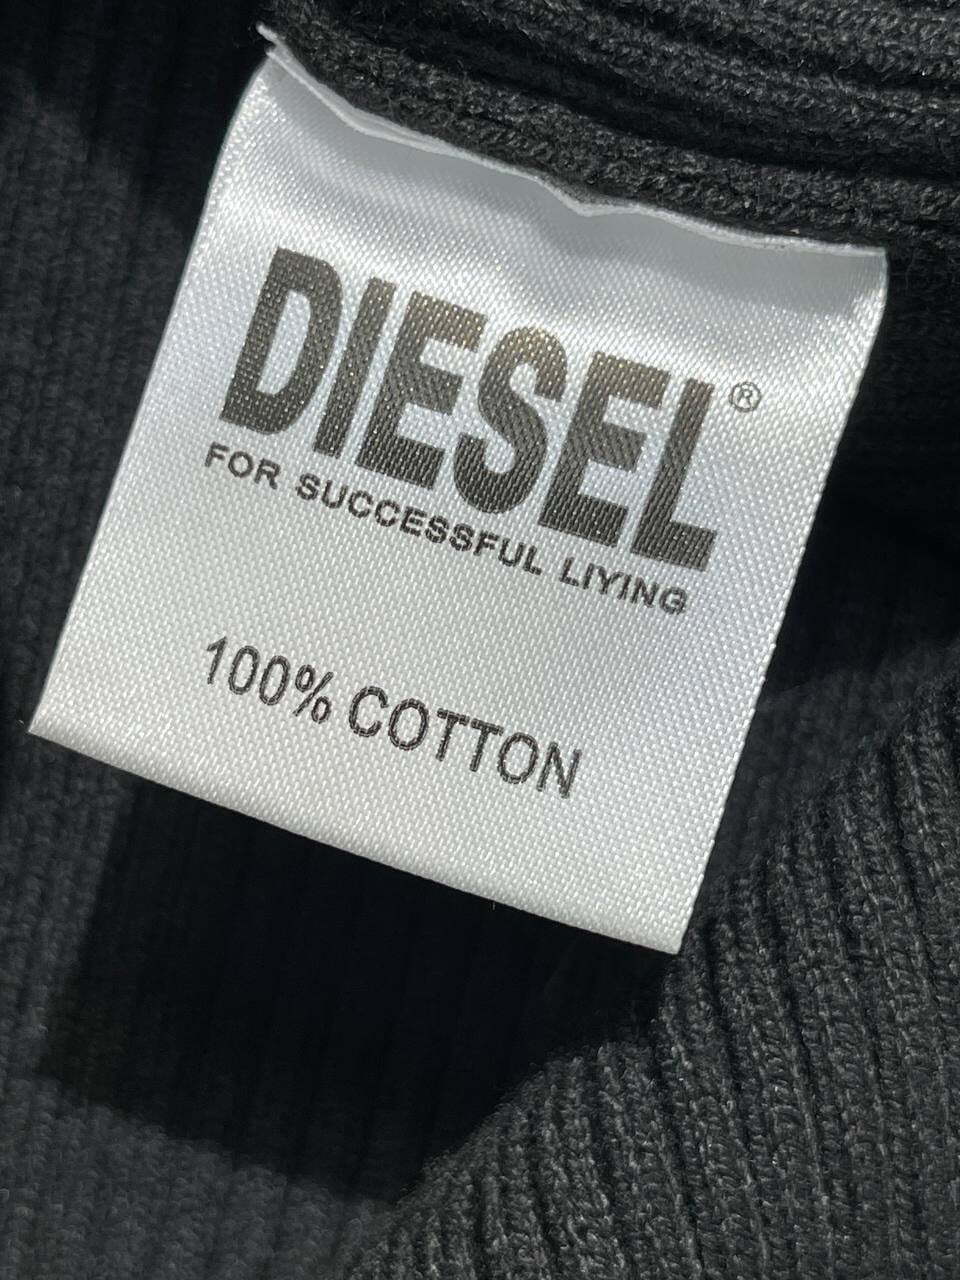 DIESEL®
FOR SUCCESSFUL LIYING
100% COTTON